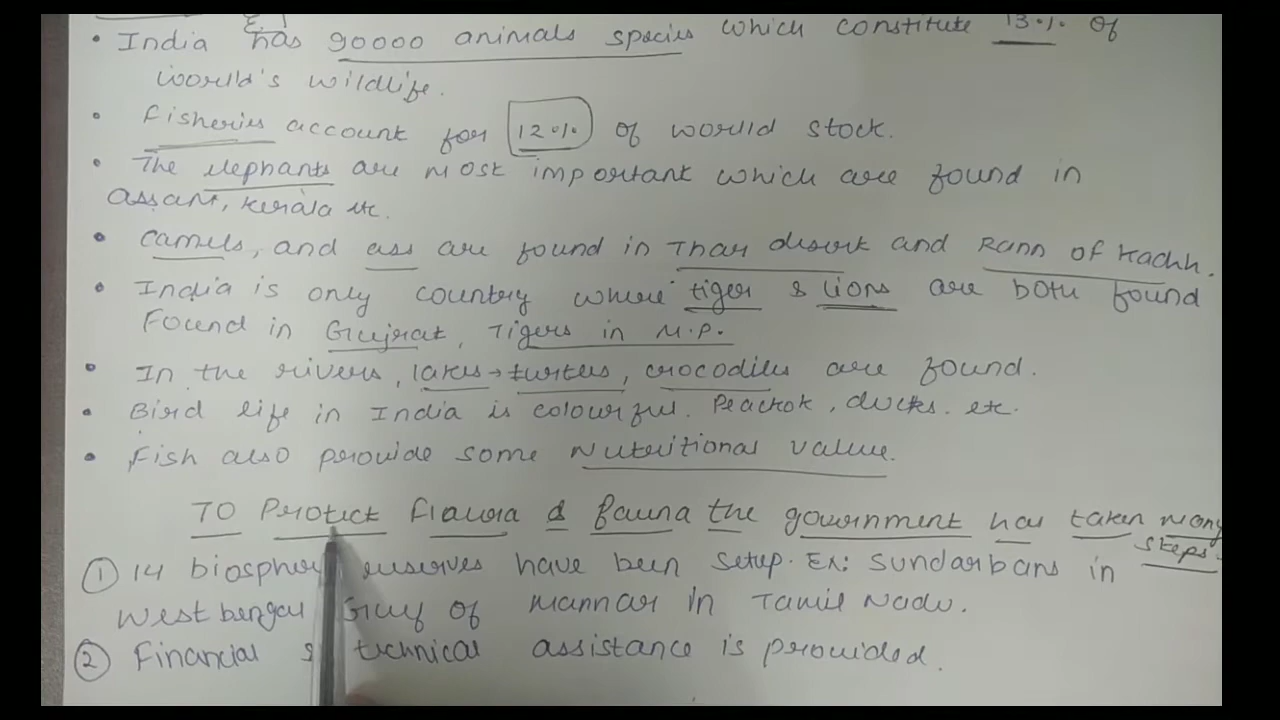 • India has 90000 animals species which constitute 13% of
world's wildlife.
• Fisheries account for 12% of world stock.
• The elephants are most important which are found in
Assam, Kerala etc.
• camels, and ass are found in Thar desert and Rann of Kachh.
• India is only country where tiger & lions are both found
Found in Gujrat, Tigers in M.P.
• In the rivers, lakes → turtles, crocodiles are found.
• Bird life in India is colourful. Peackok, ducks. etc.
• Fish also provide some Nutritional value.
TO Protect Flaura & fauna the government has taken many
steps.
① 14 biosphere reserves have been setup. Ex: Sundarbans in
West bengal Gulf of Mannar in Tamil Nadu.
② Financial & technical assistance is provided.